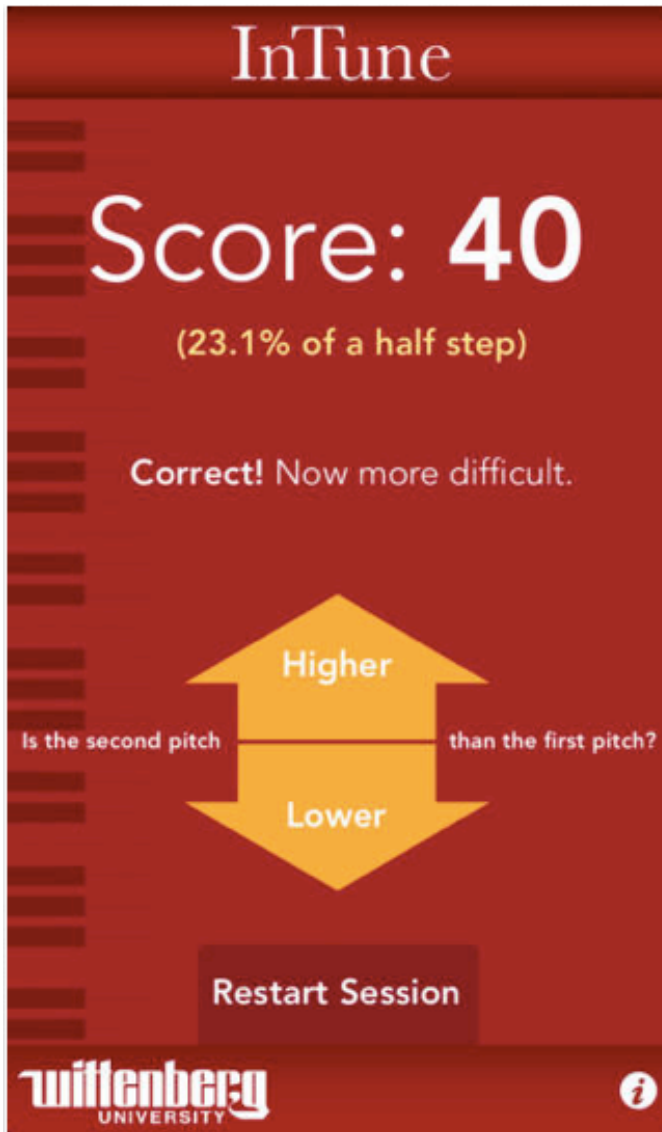 InTune
Score: 40
(23.1% of a half step)
Correct! Now more difficult.
Higher
Is the second pitch than the first pitch?
Lower
Restart Session
wittenberg
UNIVERSITY
i